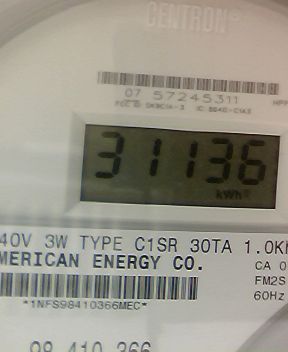 CENTRON®
07 57245311
31136
kWh
40V 3W TYPE C1SR 30TA 1.0K
MERICAN ENERGY CO.
CA 0
FM2S
60Hz
*1NFS98410366MEC*
98 410 366